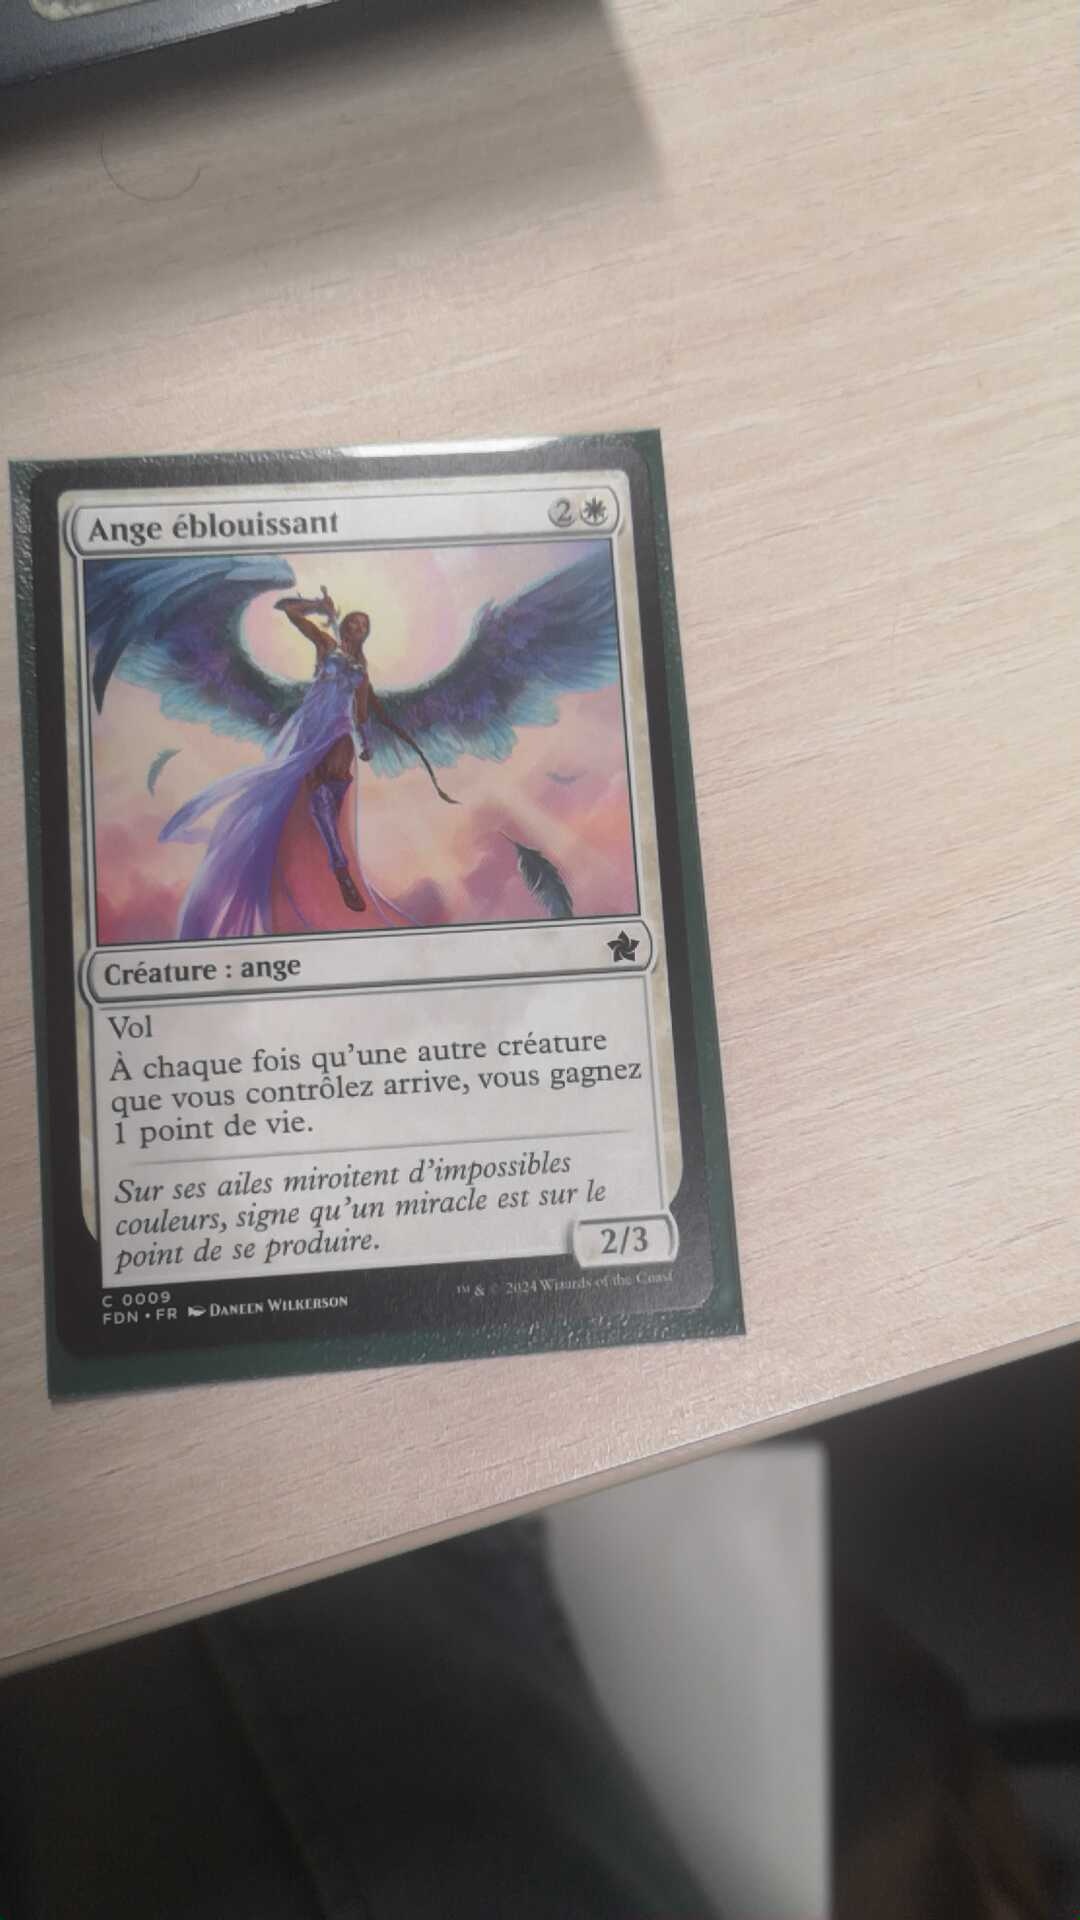 Ange éblouissant 2
Créature : ange
Vol
À chaque fois qu'une autre créature
que vous contrôlez arrive, vous gagnez
1 point de vie.
Sur ses ailes miroitent d'impossibles
couleurs, signe qu'un miracle est sur le
point de se produire.
2/3
C 0009
FDN • FR DANEEN WILKERSON
™ & © 2024 Wizards of the Coast